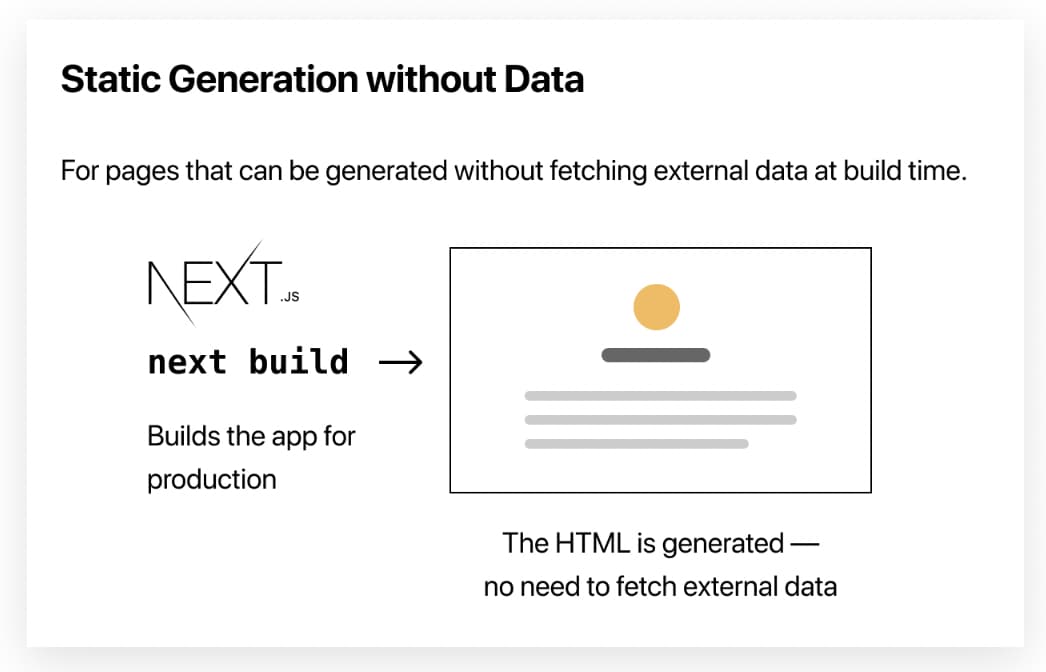 Static Generation without Data
For pages that can be generated without fetching external data at build time.
NEXT.JS
next build →
Builds the app for
production
The HTML is generated —
no need to fetch external data